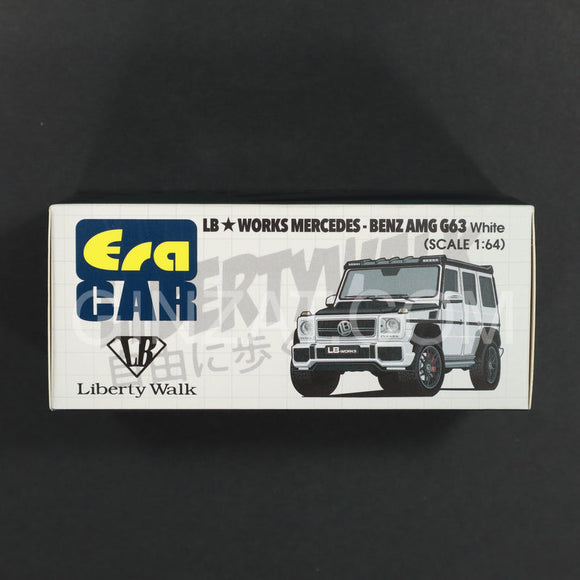 LB★WORKS MERCEDES-BENZ AMG G63 White
(SCALE 1:64)
Era
CAR
LIBERTYWALK
自由に歩く
LB
Liberty Walk
LB WORKS